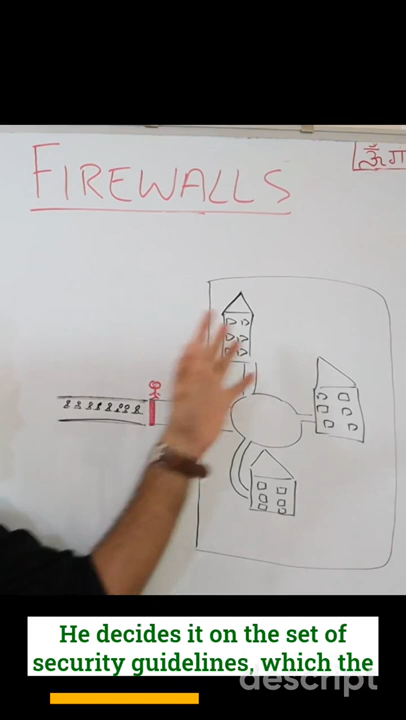 FIREWALLS
He decides it on the set of
security guidelines, which the
descript